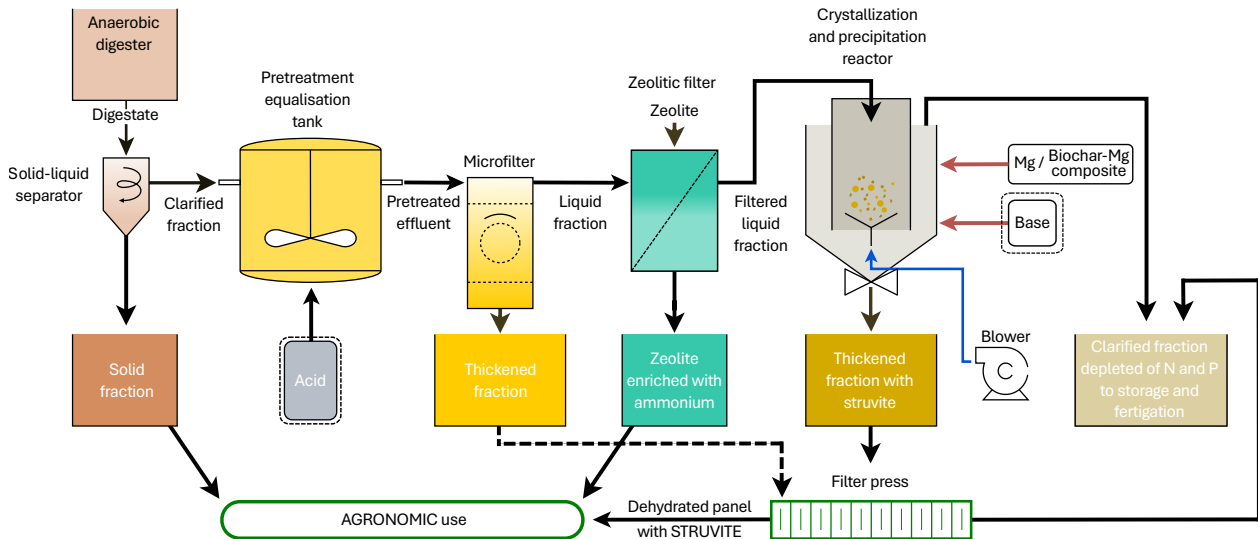 Anaerobic
digester
Digestate
Solid-liquid
separator
Clarified
fraction
Solid
fraction
Pretreatment
equalisation
tank
Acid
Pretreated
effluent
Microfilter
Thickened
fraction
Liquid
fraction
Zeolitic filter
Zeolite
Zeolite
enriched with
ammonium
Filtered
liquid
fraction
Crystallization
and precipitation
reactor
Mg / Biochar-Mg
composite
Base
Blower
Thickened
fraction with
struvite
Clarified fraction
depleted of N and P
to storage and
fertigation
Filter press
Dehydrated panel
with STRUVITE
AGRONOMIC use